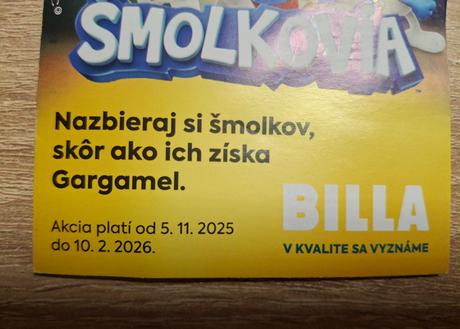 SMOLKOVIA
Nazbieraj si šmolkov,
skôr ako ich získa
Gargamel.
Akcia platí od 5. 11. 2025
do 10. 2. 2026.
BILLA
V KVALITE SA VYZNÁME